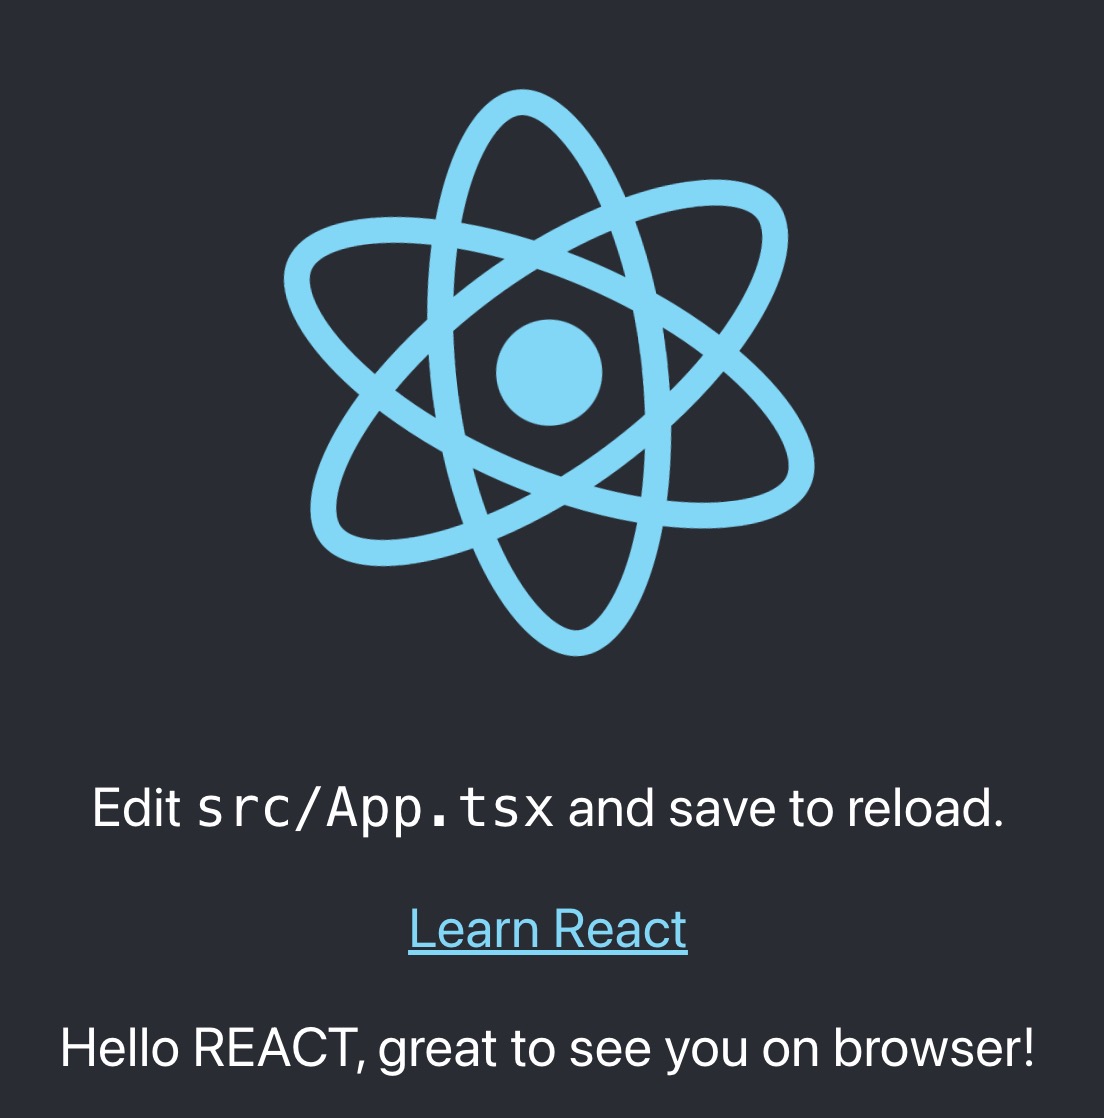 Edit src/App.tsx and save to reload.
Learn React
Hello REACT, great to see you on browser!